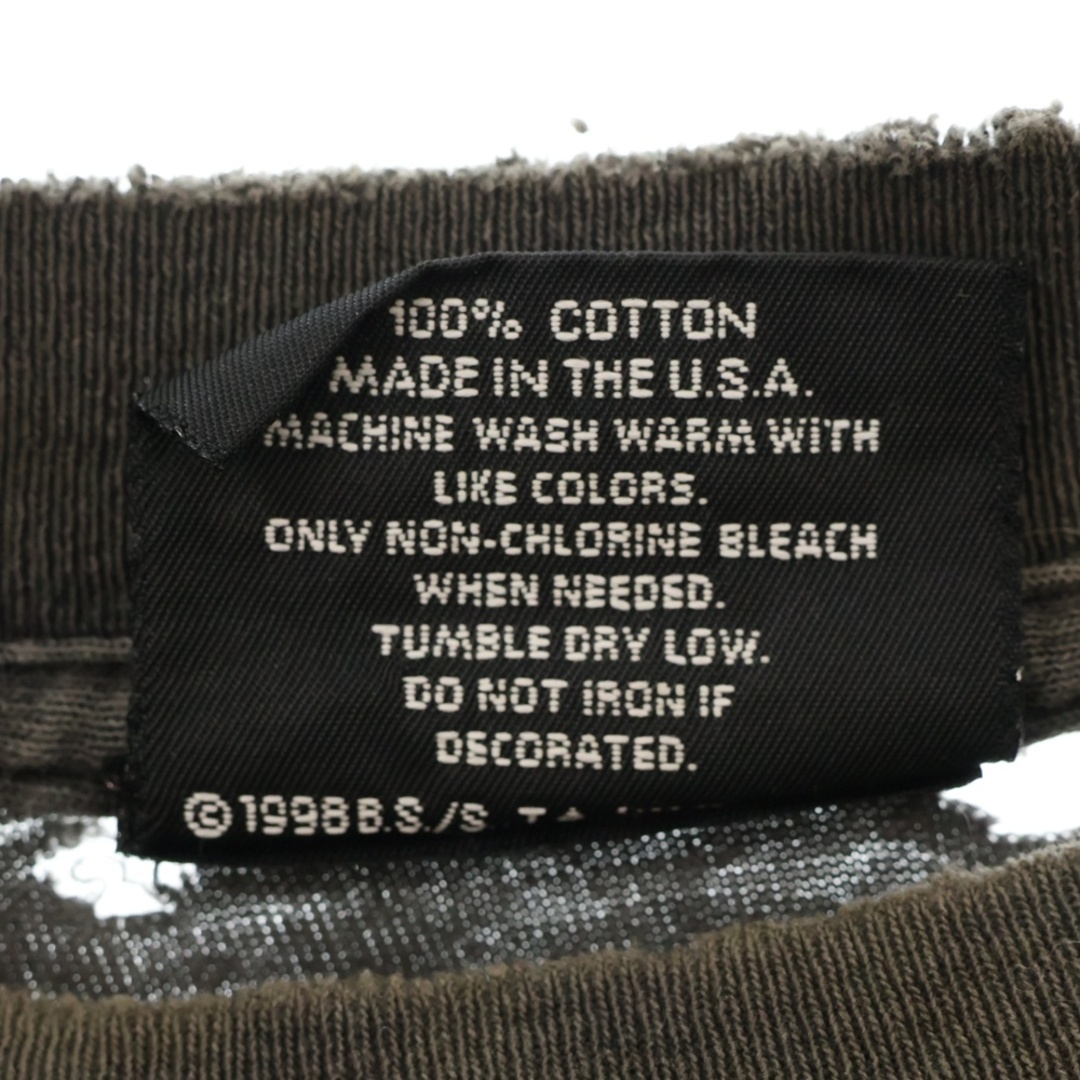 100% COTTON
MADE IN THE U.S.A.
MACHINE WASH WARM WITH
LIKE COLORS.
ONLY NON-CHLORINE BLEACH
WHEN NEEDED.
TUMBLE DRY LOW.
DO NOT IRON IF
DECORATED.
©1998 B.S./S.